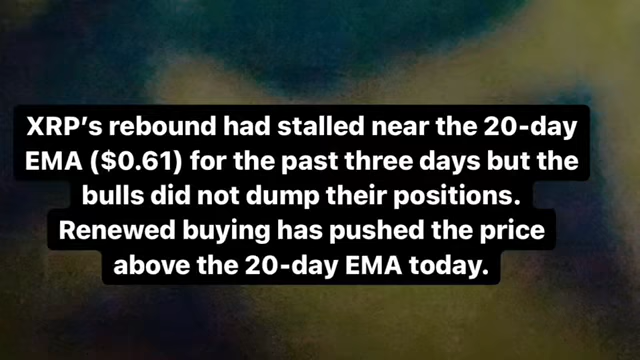 XRP’s rebound had stalled near the 20-day
EMA ($0.61) for the past three days but the
bulls did not dump their positions.
Renewed buying has pushed the price
above the 20-day EMA today.